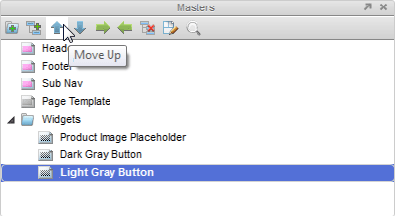 Masters
Head
Footer
Move Up
Sub Nav
Page Template
Widgets
Product Image Placeholder
Dark Gray Button
Light Gray Button